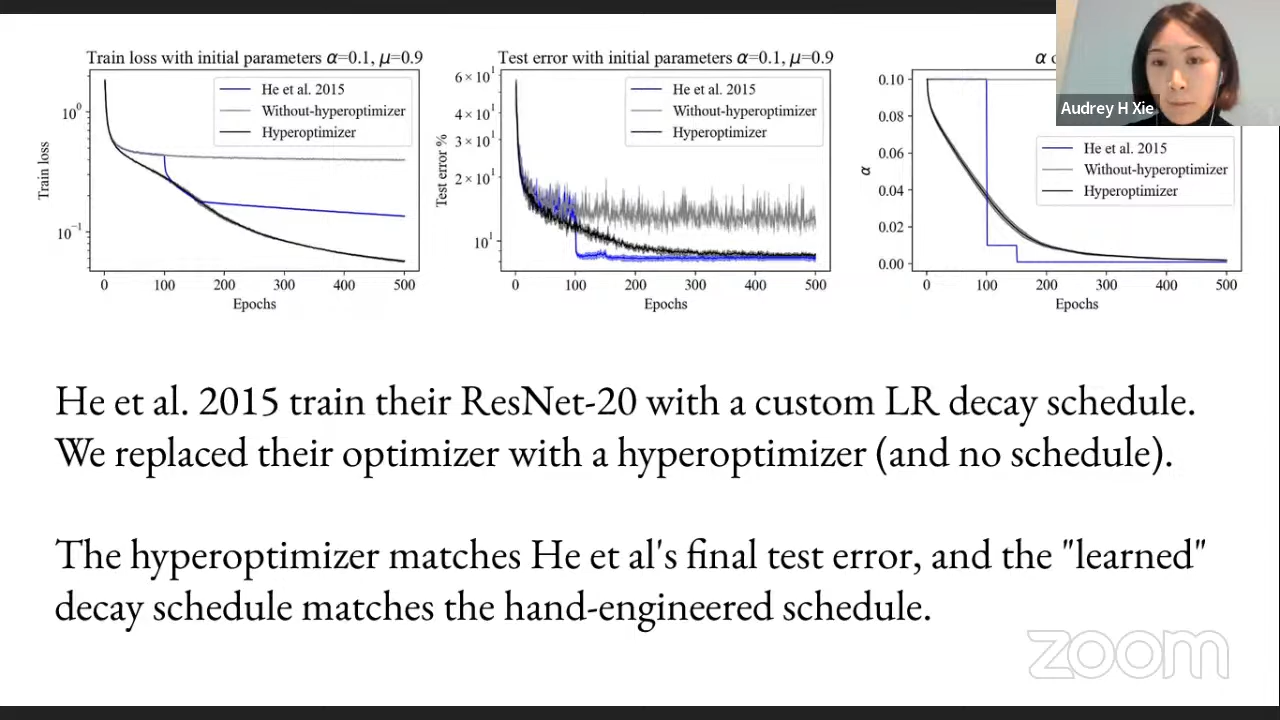 Train loss with initial parameters α=0.1, μ=0.9
10⁰
10⁻¹
Train loss
He et al. 2015
Without-hyperoptimizer
Hyperoptimizer
0 100 200 300 400 500
Epochs
Test error with initial parameters α=0.1, μ=0.9
6 × 10¹
4 × 10¹
3 × 10¹
2 × 10¹
10¹
Test error %
He et al. 2015
Without-hyperoptimizer
Hyperoptimizer
0 100 200 300 400 500
Epochs
α
0.10
0.08
0.06
0.04
0.02
0.00
α
He et al. 2015
Without-hyperoptimizer
Hyperoptimizer
0 100 200 300 400 500
Epochs
Audrey H Xie
He et al. 2015 train their ResNet-20 with a custom LR decay schedule.
We replaced their optimizer with a hyperoptimizer (and no schedule).
The hyperoptimizer matches He et al's final test error, and the "learned"
decay schedule matches the hand-engineered schedule.
zoom